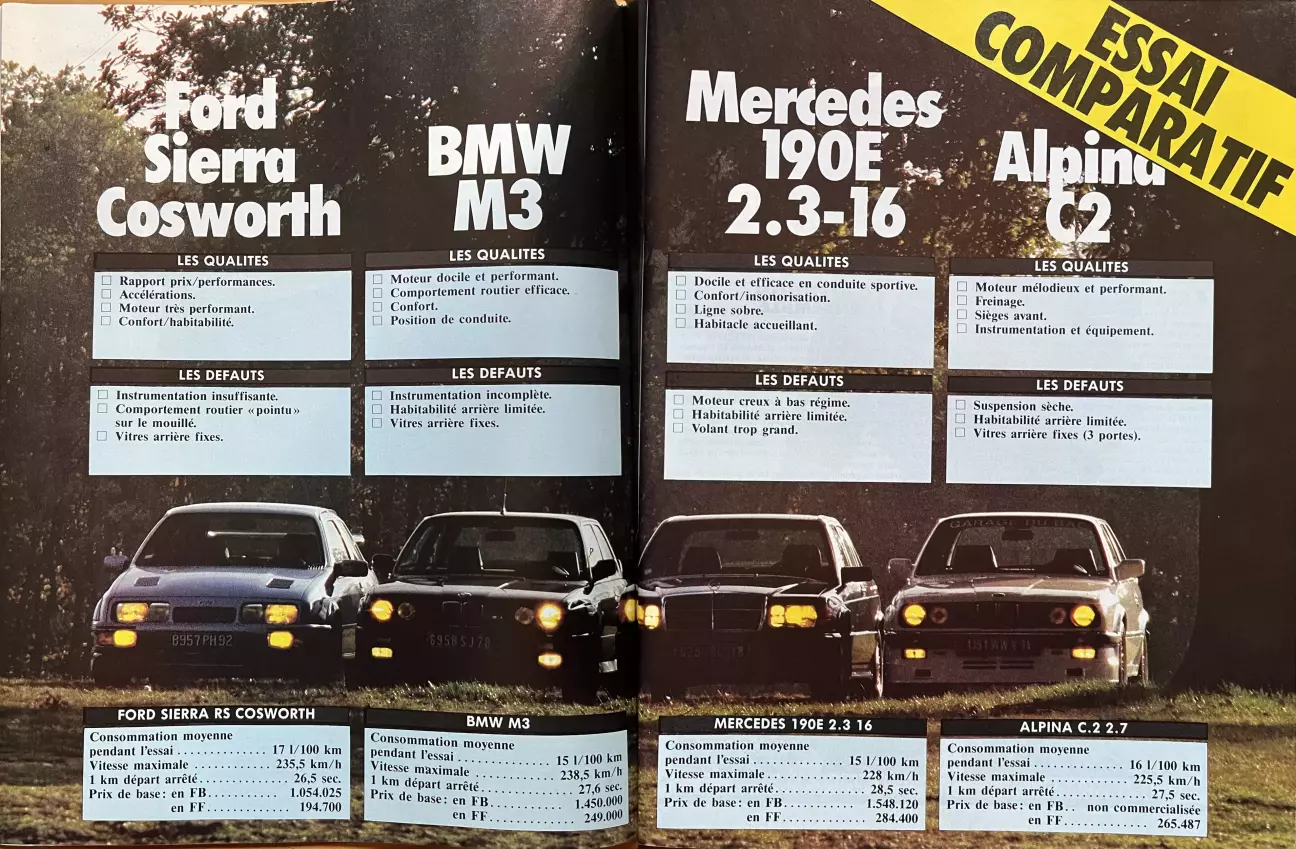 ESSAI
COMPARATIF
Ford
Sierra
Cosworth
LES QUALITES
Rapport prix/performances.
Accélérations.
Moteur très performant.
Confort/habitabilité.
LES DEFAUTS
Instrumentation insuffisante.
Comportement routier «pointu»
sur le mouillé.
Vitres arrière fixes.
BMW
M3
LES QUALITES
Moteur docile et performant.
Comportement routier efficace.
Confort.
Position de conduite.
LES DEFAUTS
Instrumentation incomplète.
Habitabilité arrière limitée.
Vitres arrière fixes.
Mercedes
190E
2.3-16
LES QUALITES
Docile et efficace en conduite sportive.
Confort/insonorisation.
Ligne sobre.
Habitacle accueillant.
LES DEFAUTS
Moteur creux à bas régime.
Habitabilité arrière limitée.
Volant trop grand.
Alpina
C2
LES QUALITES
Moteur mélodieux et performant.
Freinage.
Sièges avant.
Instrumentation et équipement.
LES DEFAUTS
Suspension sèche.
Habitabilité arrière limitée.
Vitres arrière fixes (3 portes).
8957 PH 92
6958 SJ 78
GARAGE DU BAC
FORD SIERRA RS COSWORTH
Consommation moyenne
pendant l'essai .............. 17 l/100 km
Vitesse maximale ........... 235,5 km/h
1 km départ arrêté............. 26,5 sec.
Prix de base: en FB........... 1.054.025
en FF............... 194.700
BMW M3
Consommation moyenne
pendant l'essai .............. 15 l/100 km
Vitesse maximale ........... 238,5 km/h
1 km départ arrêté............. 27,6 sec.
Prix de base: en FB........... 1.450.000
en FF............... 249.000
MERCEDES 190E 2.3 16
Consommation moyenne
pendant l'essai .............. 15 l/100 km
Vitesse maximale.............. 228 km/h
1 km départ arrêté............. 28,5 sec.
Prix de base: en FB........... 1.548.120
en FF............. 284.400
ALPINA C.2 2.7
Consommation moyenne
pendant l'essai .............. 16 l/100 km
Vitesse maximale ........... 225,5 km/h
1 km départ arrêté............. 27,5 sec.
Prix de base: en FB.. non commercialisée
en FF............. 265.487